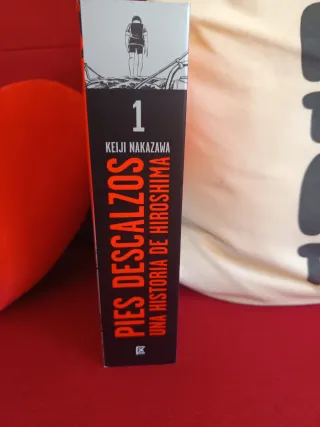 1
KEIJI NAKAZAWA
PIES DESCALZOS
UNA HISTORIA DE HIROSHIMA